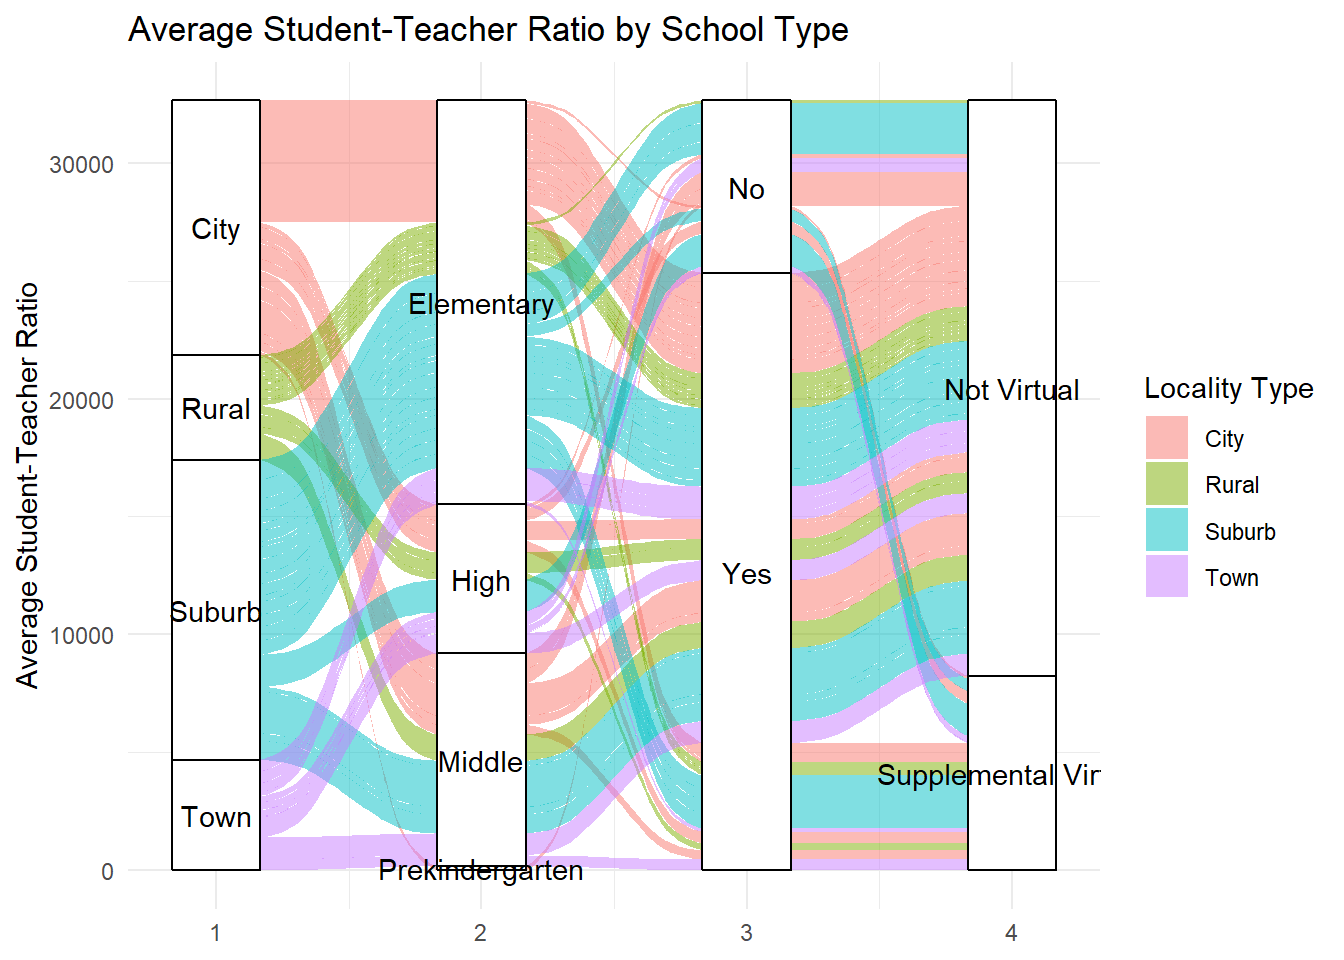 Average Student-Teacher Ratio by School Type
Average Student-Teacher Ratio
30000
20000
10000
0
City
Rural
Suburb
Town
Elementary
High
Middle
Prekindergarten
No
Yes
Not Virtual
Supplemental Vir
1
2
3
4
Locality Type
City
Rural
Suburb
Town